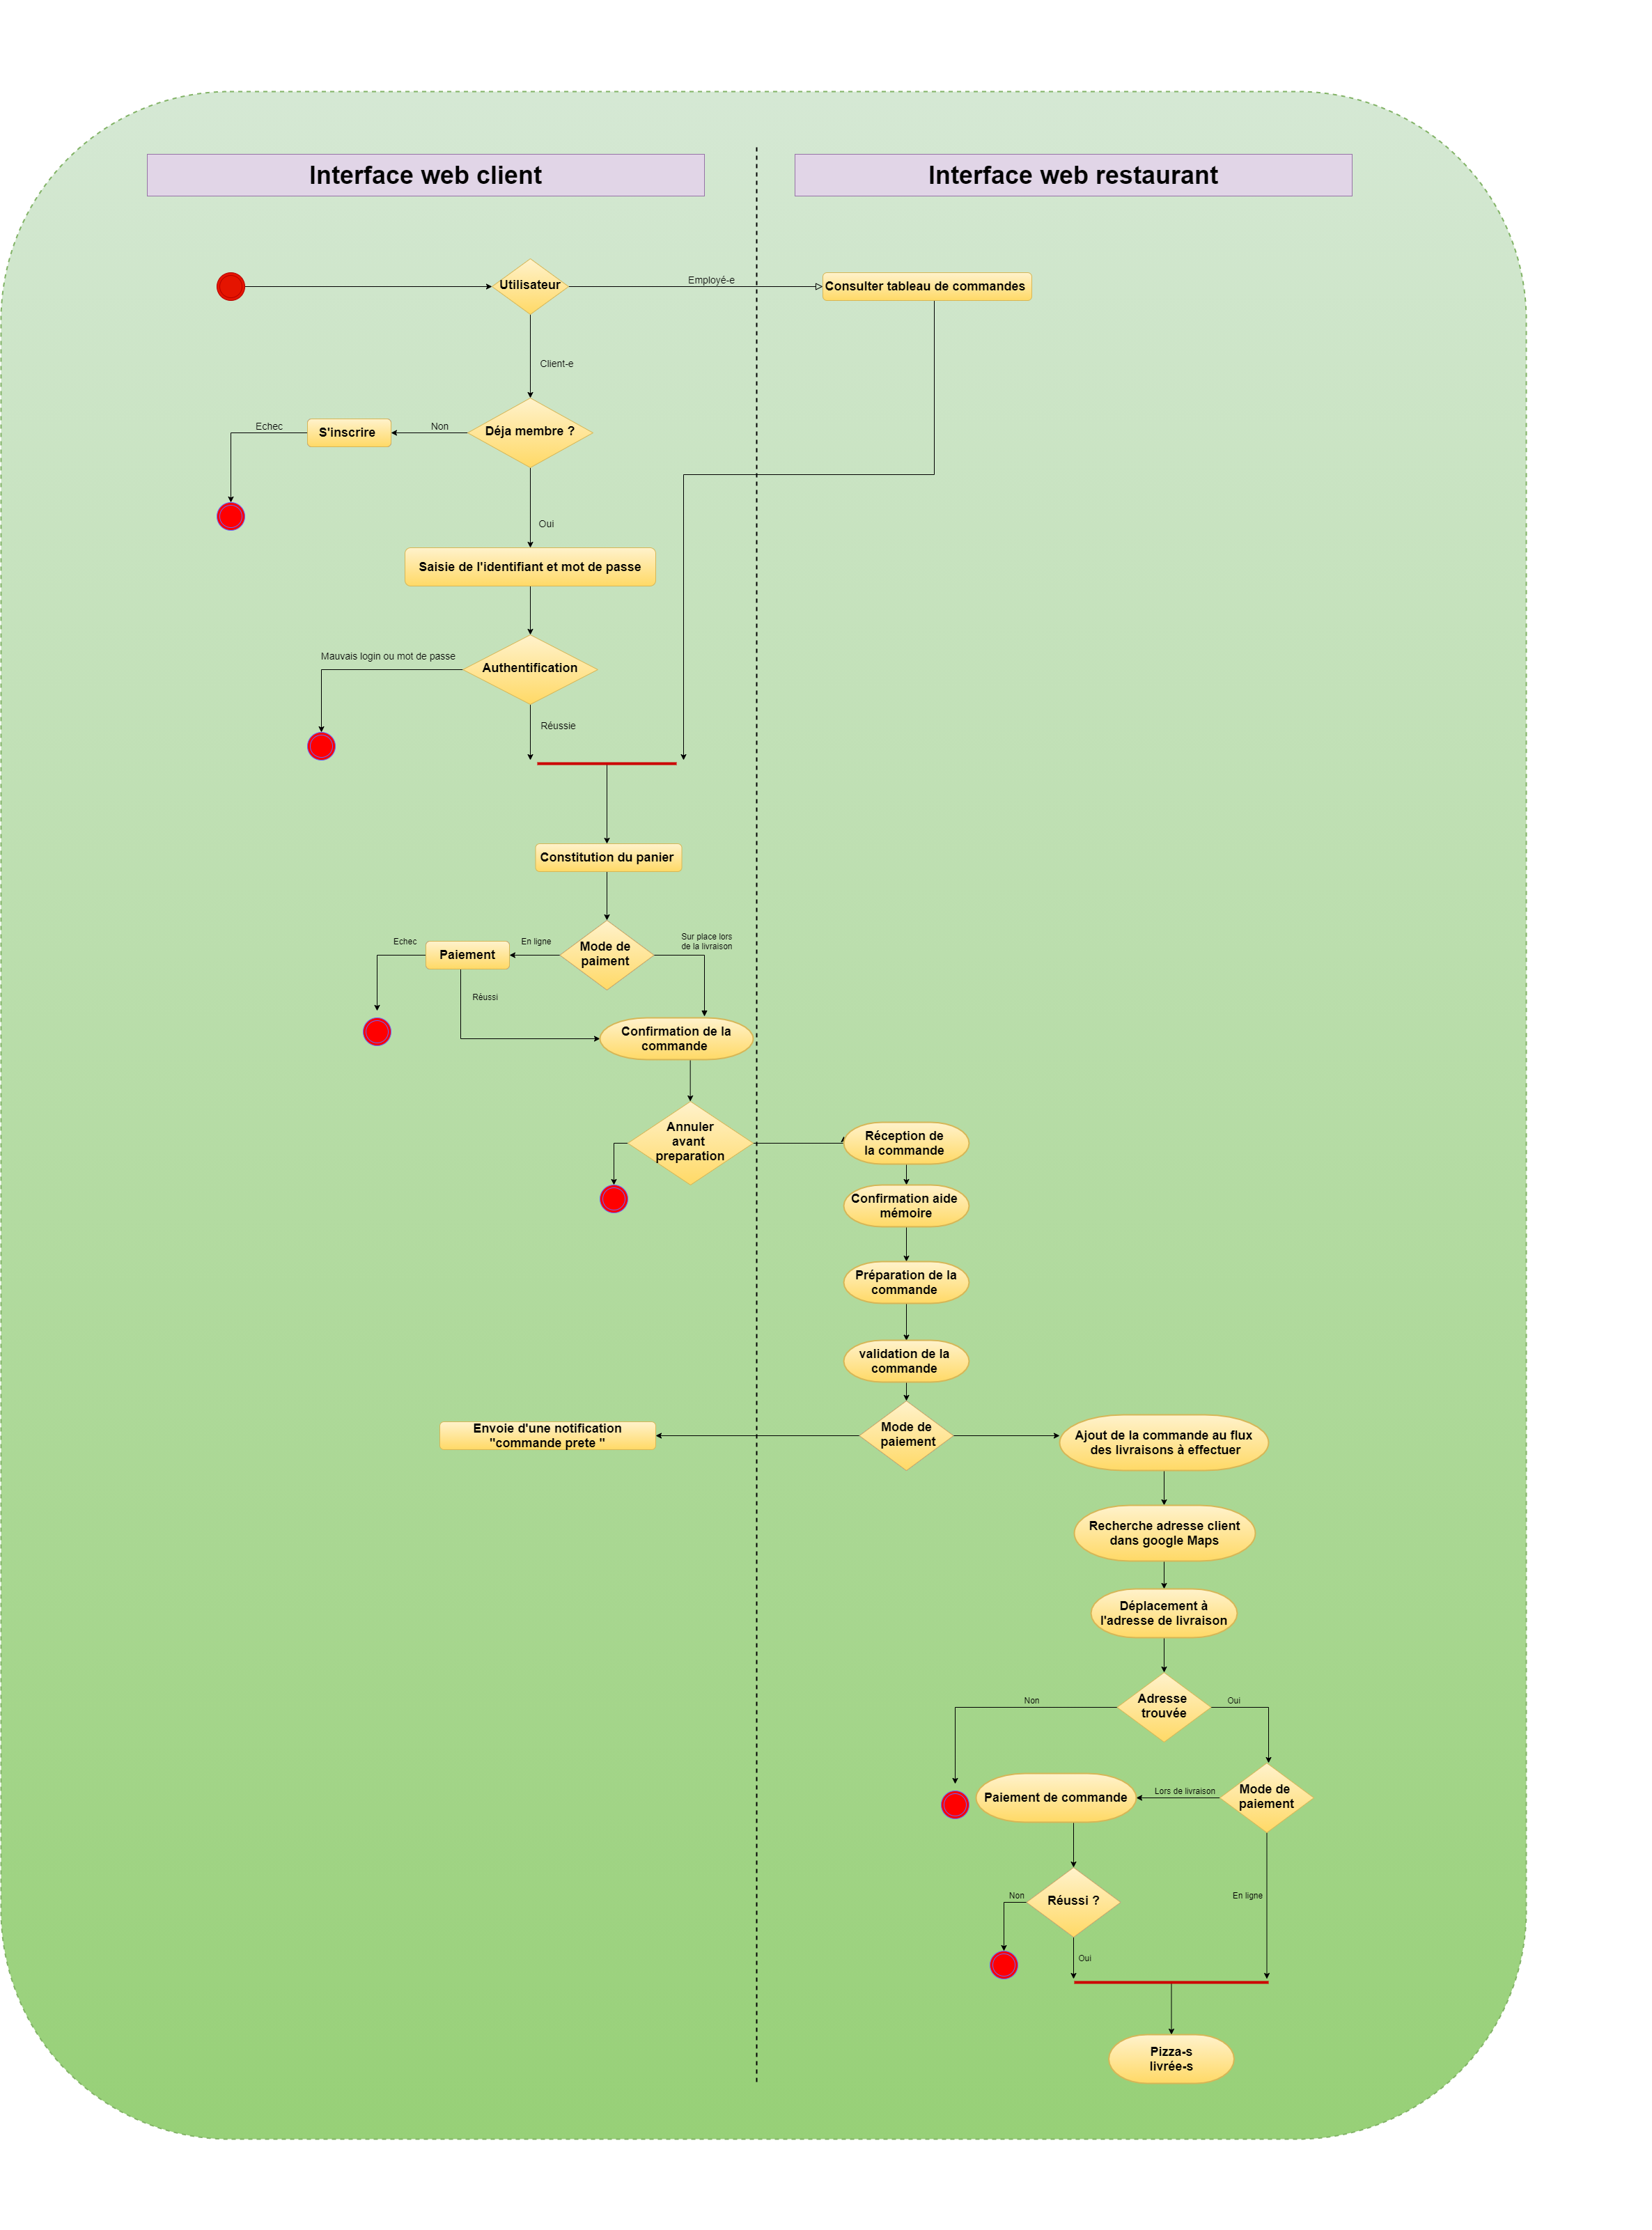 Interface web client
Interface web restaurant
Utilisateur
Employé-e
Consulter tableau de commandes
Client-e
Echec
S'inscrire
Non
Déja membre ?
Oui
Saisie de l'identifiant et mot de passe
Mauvais login ou mot de passe
Authentification
Réussie
Constitution du panier
Echec
Paiement
En ligne
Mode de
paiment
Sur place lors
de la livraison
Réussi
Confirmation de la
commande
Annuler
avant
preparation
Réception de
la commande
Confirmation aide
mémoire
Préparation de la
commande
validation de la
commande
Envoie d'une notification
"commande prete "
Mode de
paiement
Ajout de la commande au flux
des livraisons à effectuer
Recherche adresse client
dans google Maps
Déplacement à
l'adresse de livraison
Non
Adresse
trouvée
Oui
Paiement de commande
Lors de livraison
Mode de
paiement
Non
Réussi ?
En ligne
Oui
Pizza-s
livrée-s